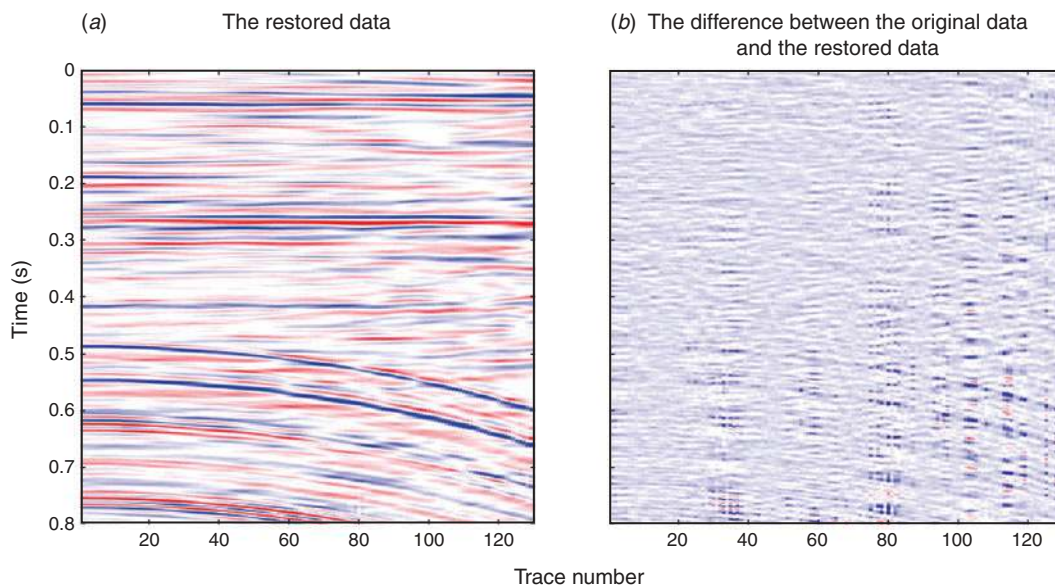 (a) The restored data
(b) The difference between the original data
and the restored data
Time (s)
0
0.1
0.2
0.3
0.4
0.5
0.6
0.7
0.8
20 40 60 80 100 120
20 40 60 80 100 120
Trace number